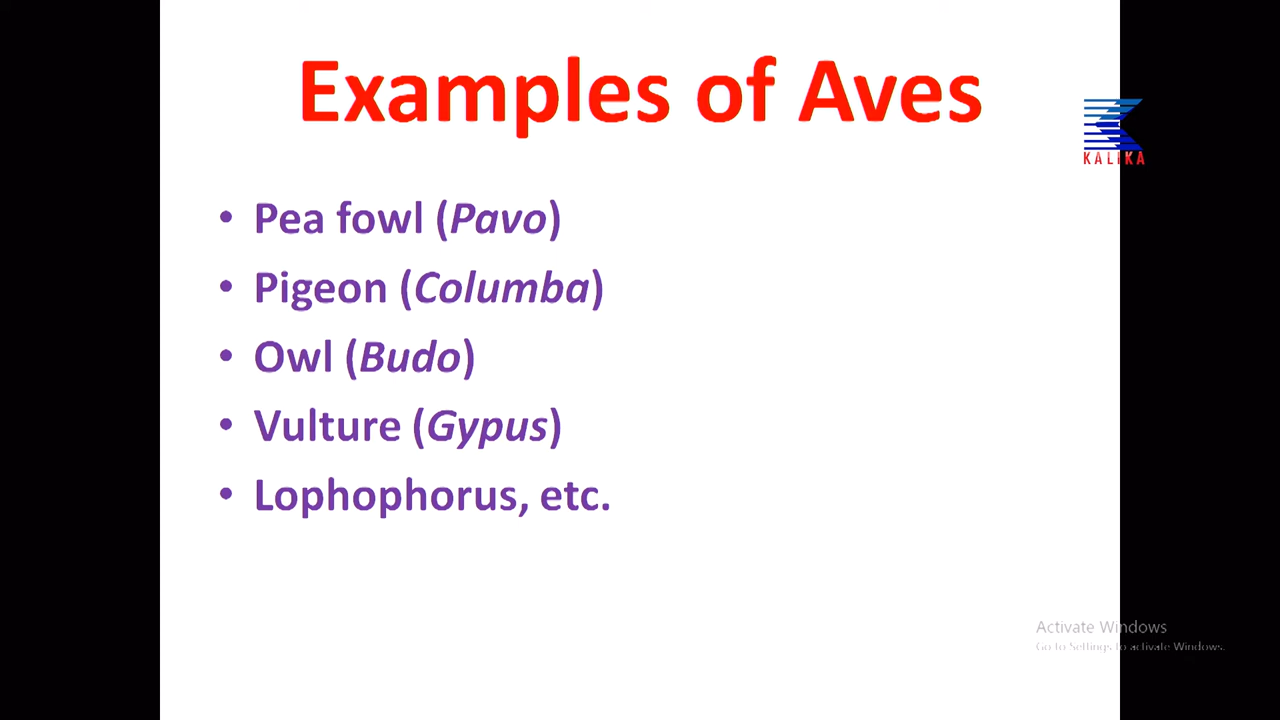 Examples of Aves
KALIKA
• Pea fowl (Pavo)
• Pigeon (Columba)
• Owl (Budo)
• Vulture (Gypus)
• Lophophorus, etc.
Activate Windows
Go to Settings to activate Windows.